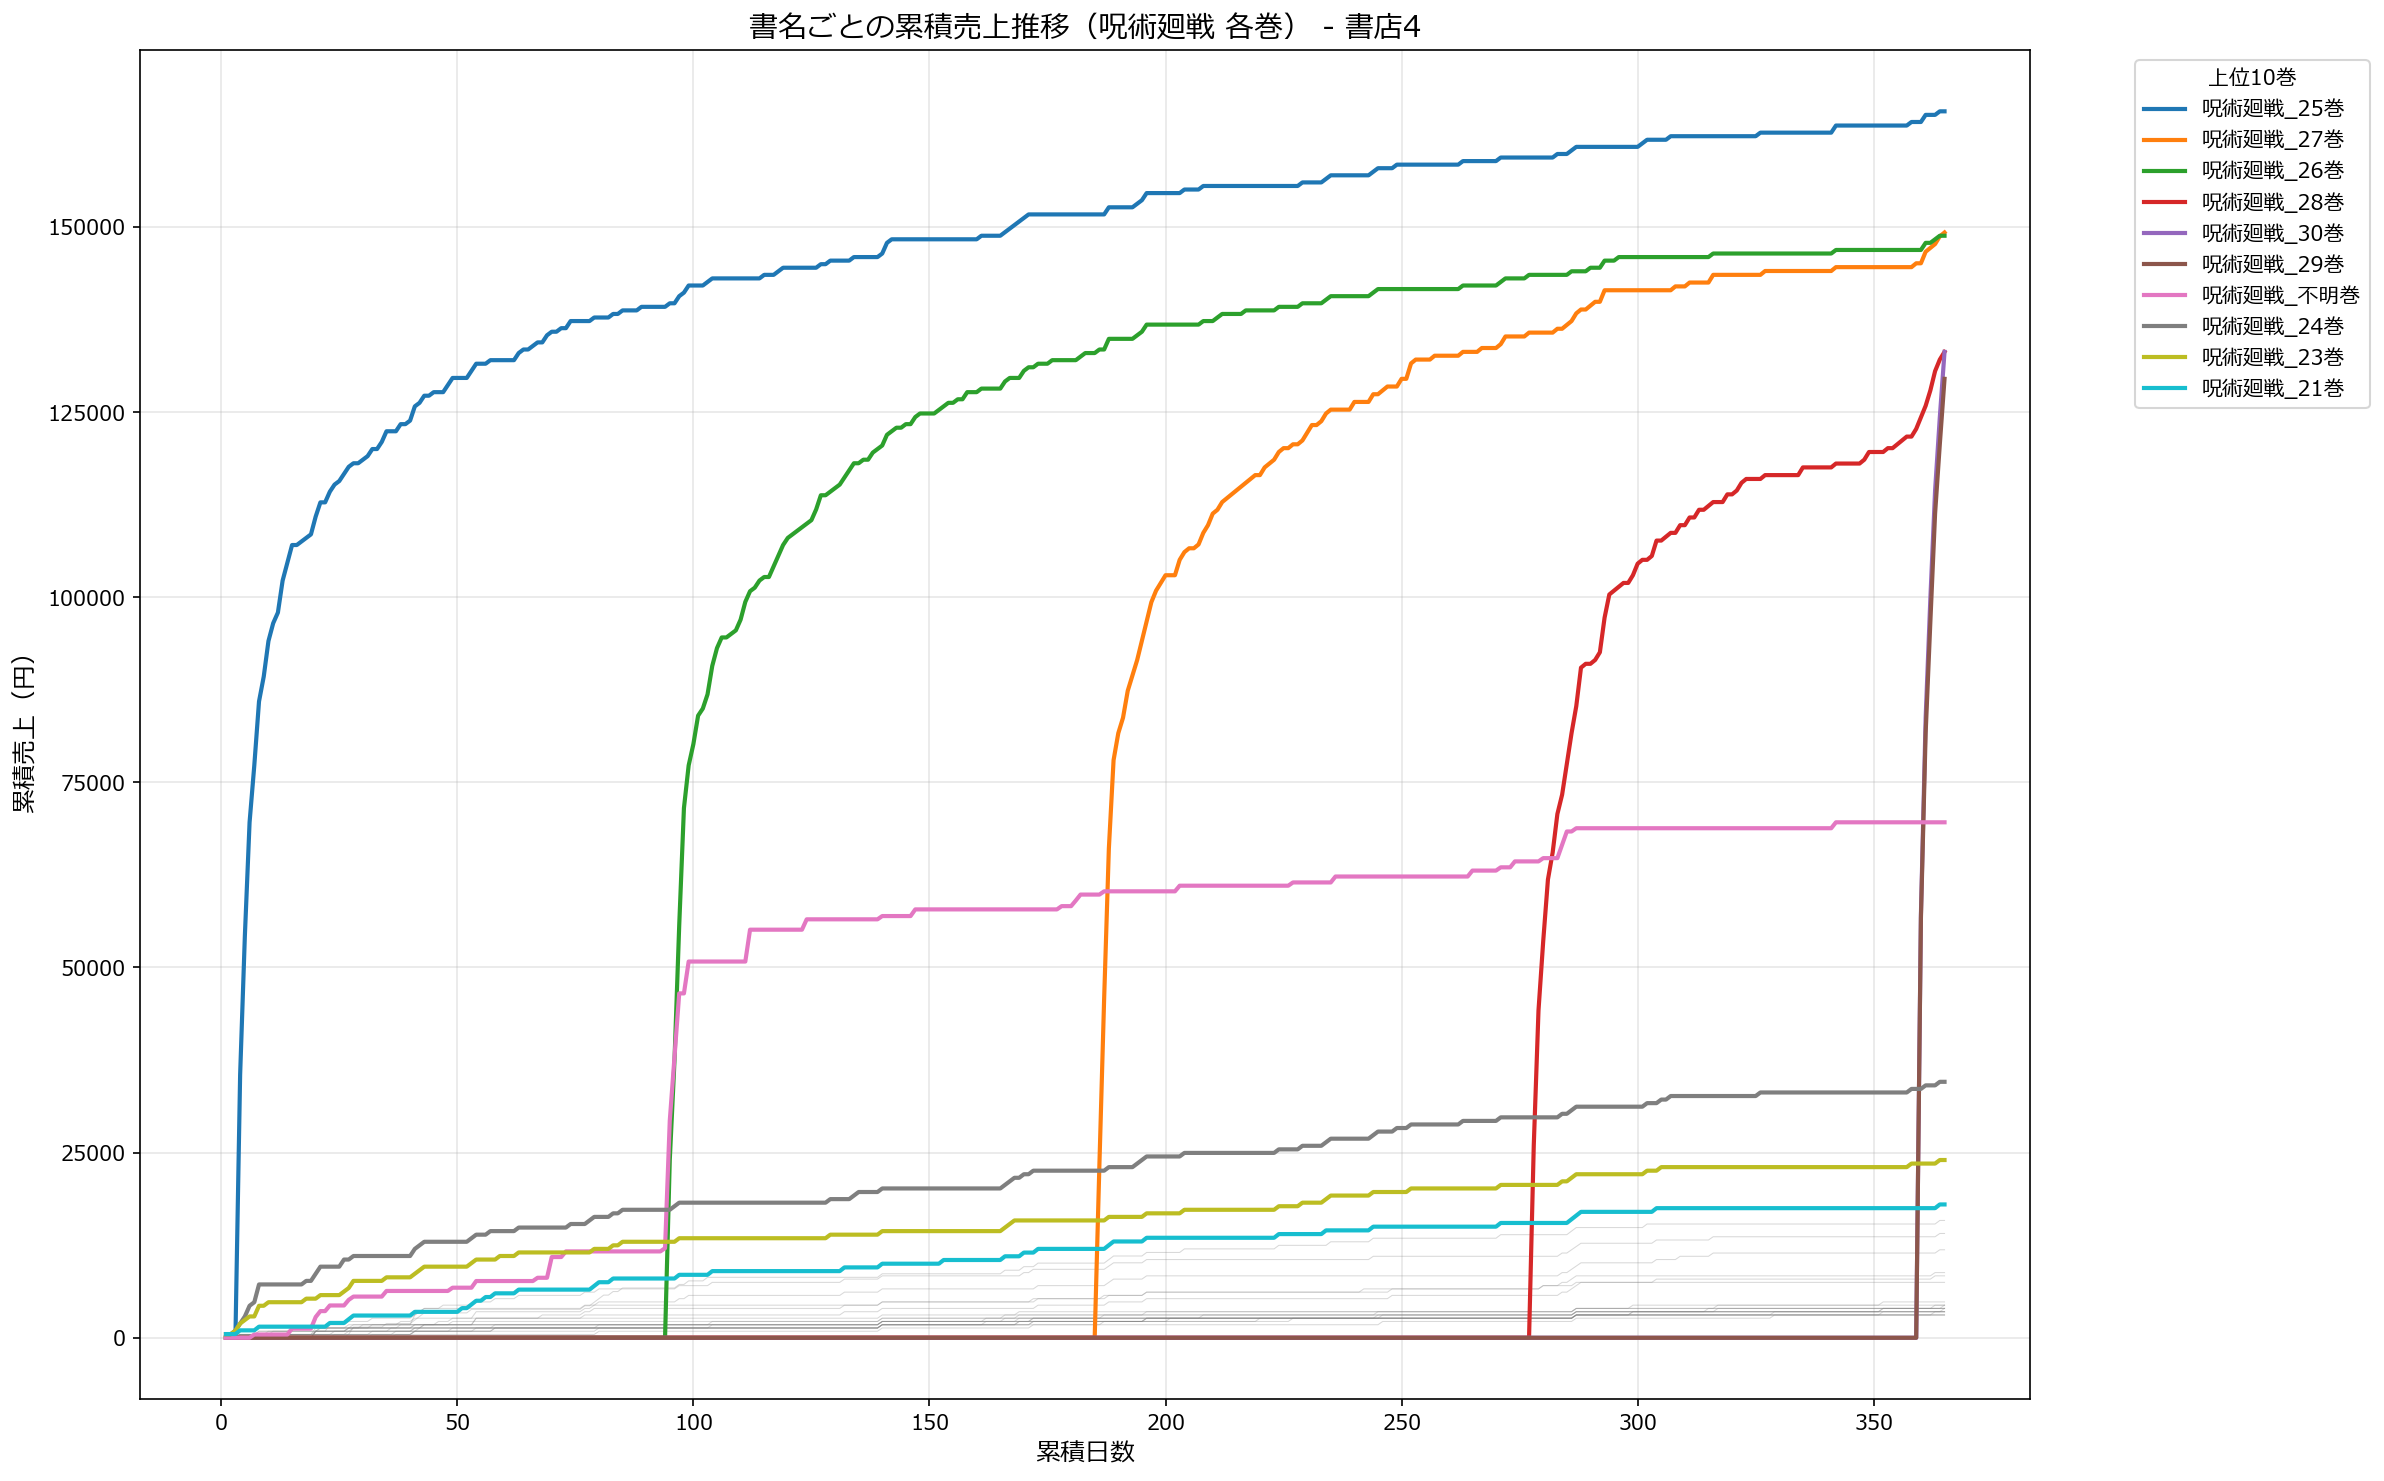 書名ごとの累積売上推移（呪術廻戦 各巻） - 書店4
累積売上（円）
150000
125000
100000
75000
50000
25000
0
0 50 100 150 200 250 300 350
累積日数
上位10巻
呪術廻戦_25巻
呪術廻戦_27巻
呪術廻戦_26巻
呪術廻戦_28巻
呪術廻戦_30巻
呪術廻戦_29巻
呪術廻戦_不明巻
呪術廻戦_24巻
呪術廻戦_23巻
呪術廻戦_21巻